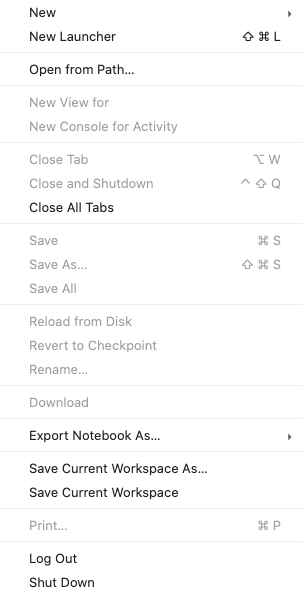 New
New Launcher ⇧ ⌘ L
Open from Path...
New View for
New Console for Activity
Close Tab ⌥ W
Close and Shutdown ^ ⇧ Q
Close All Tabs
Save ⌘ S
Save As... ⇧ ⌘ S
Save All
Reload from Disk
Revert to Checkpoint
Rename...
Download
Export Notebook As...
Save Current Workspace As...
Save Current Workspace
Print... ⌘ P
Log Out
Shut Down